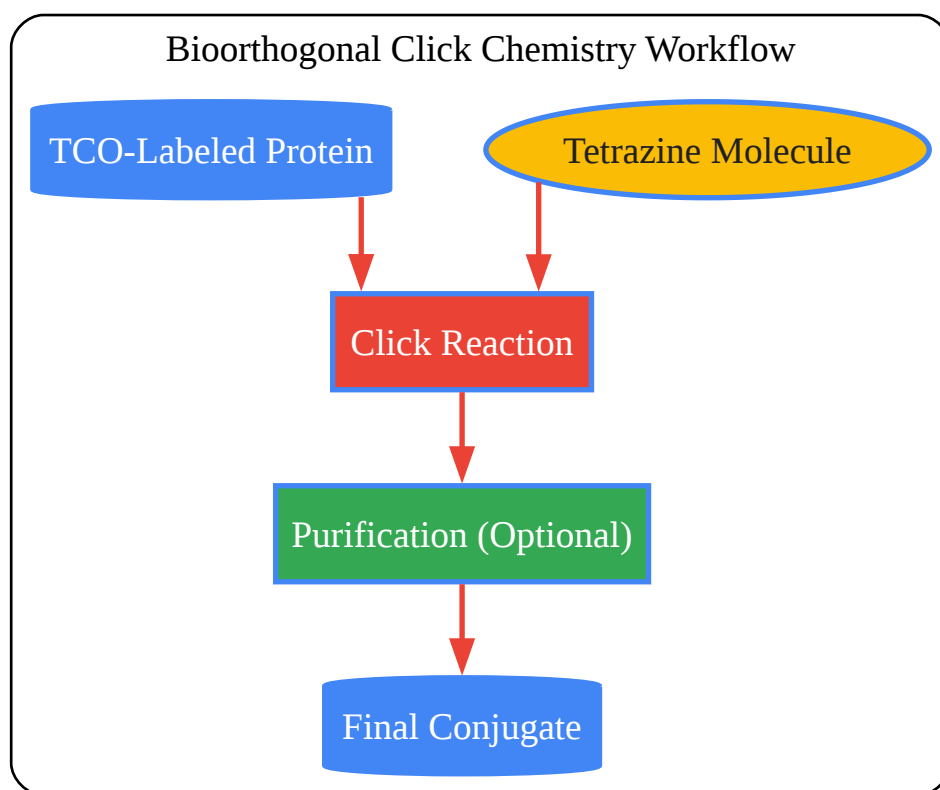 Bioorthogonal Click Chemistry Workflow
TCO-Labeled Protein
Tetrazine Molecule
Click Reaction
Purification (Optional)
Final Conjugate